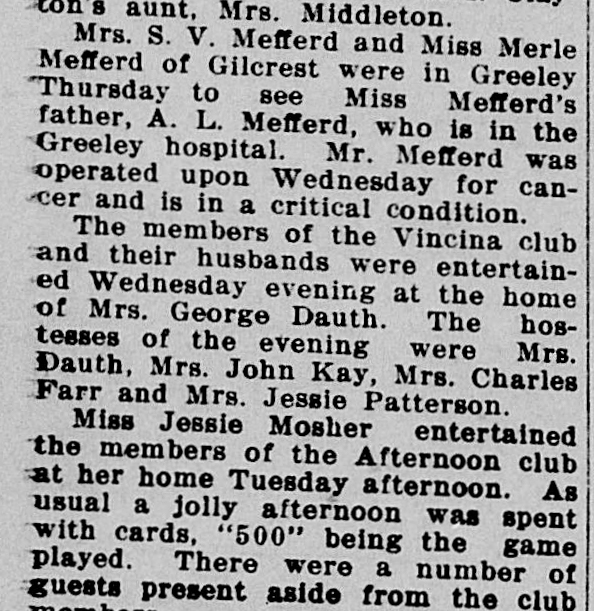 ton's aunt, Mrs. Middleton.
Mrs. S. V. Mefferd and Miss Merle
Mefferd of Gilcrest were in Greeley
Thursday to see Miss Mefferd's
father, A. L. Mefferd, who is in the
Greeley hospital. Mr. Mefferd was
operated upon Wednesday for can-
cer and is in a critical condition.
The members of the Vincina club
and their husbands were entertain-
ed Wednesday evening at the home
of Mrs. George Dauth. The hos-
tesses of the evening were Mrs.
Dauth, Mrs. John Kay, Mrs. Charles
Farr and Mrs. Jessie Patterson.
Miss Jessie Mosher entertained
the members of the Afternoon club
at her home Tuesday afternoon. As
usual a jolly afternoon was spent
with cards, "500" being the game
played. There were a number of
guests present aside from the club